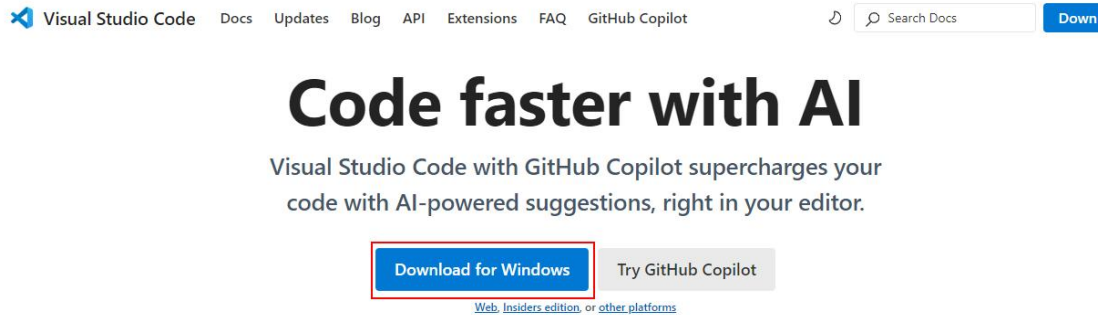 Visual Studio Code Docs Updates Blog API Extensions FAQ GitHub Copilot Search Docs Down
Code faster with AI
Visual Studio Code with GitHub Copilot supercharges your
code with AI-powered suggestions, right in your editor.
Download for Windows Try GitHub Copilot
Web, Insiders edition, or other platforms